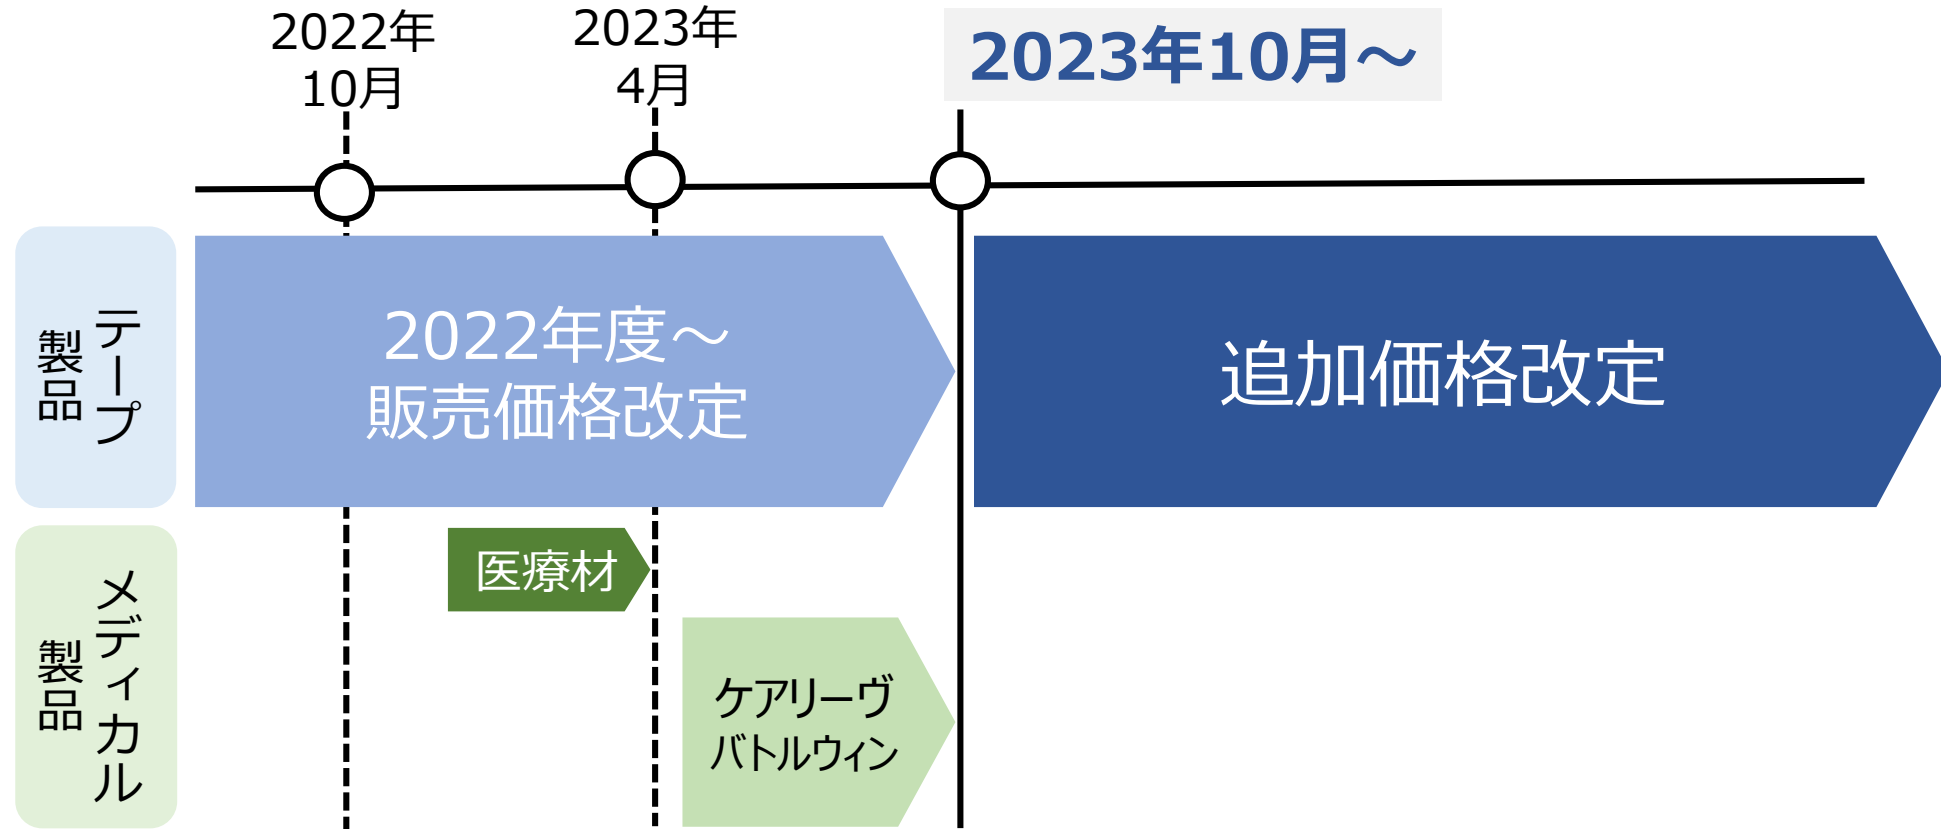 2022年
10月
2023年
4月
2023年10月～
テープ
製品
2022年度～
販売価格改定
追加価格改定
メディカル
製品
医療材
ケアリーヴ
バトルウィン